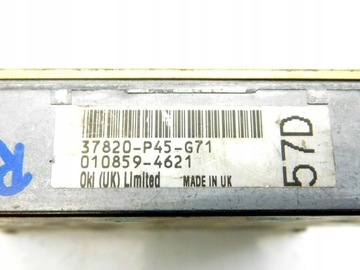 37820-P45-G71
010859-4621
Oki (UK) Limited
MADE IN UK
57D